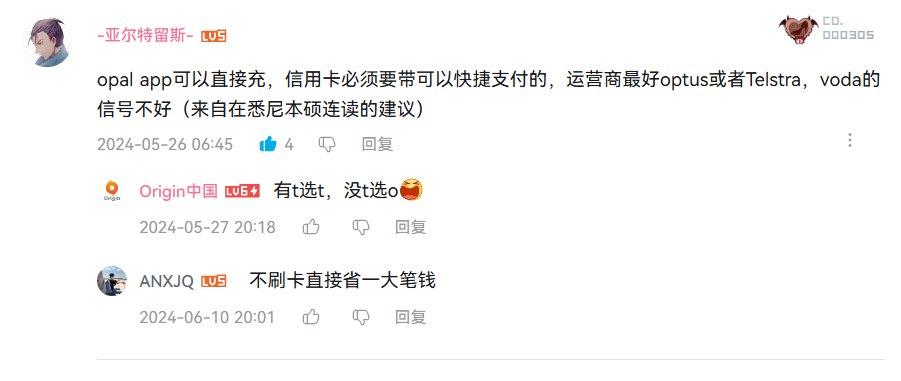 -亚尔特留斯- LV5
CO.
000305
opal app可以直接充，信用卡必须要带可以快捷支付的，运营商最好optus或者Telstra，voda的
信号不好（来自在悉尼本硕连读的建议）
2024-05-26 06:45 4 回复
Origin
Origin中国 LV6 有t选t，没t选o
2024-05-27 20:18 回复
ANXJQ LV5 不刷卡直接省一大笔钱
2024-06-10 20:01 回复